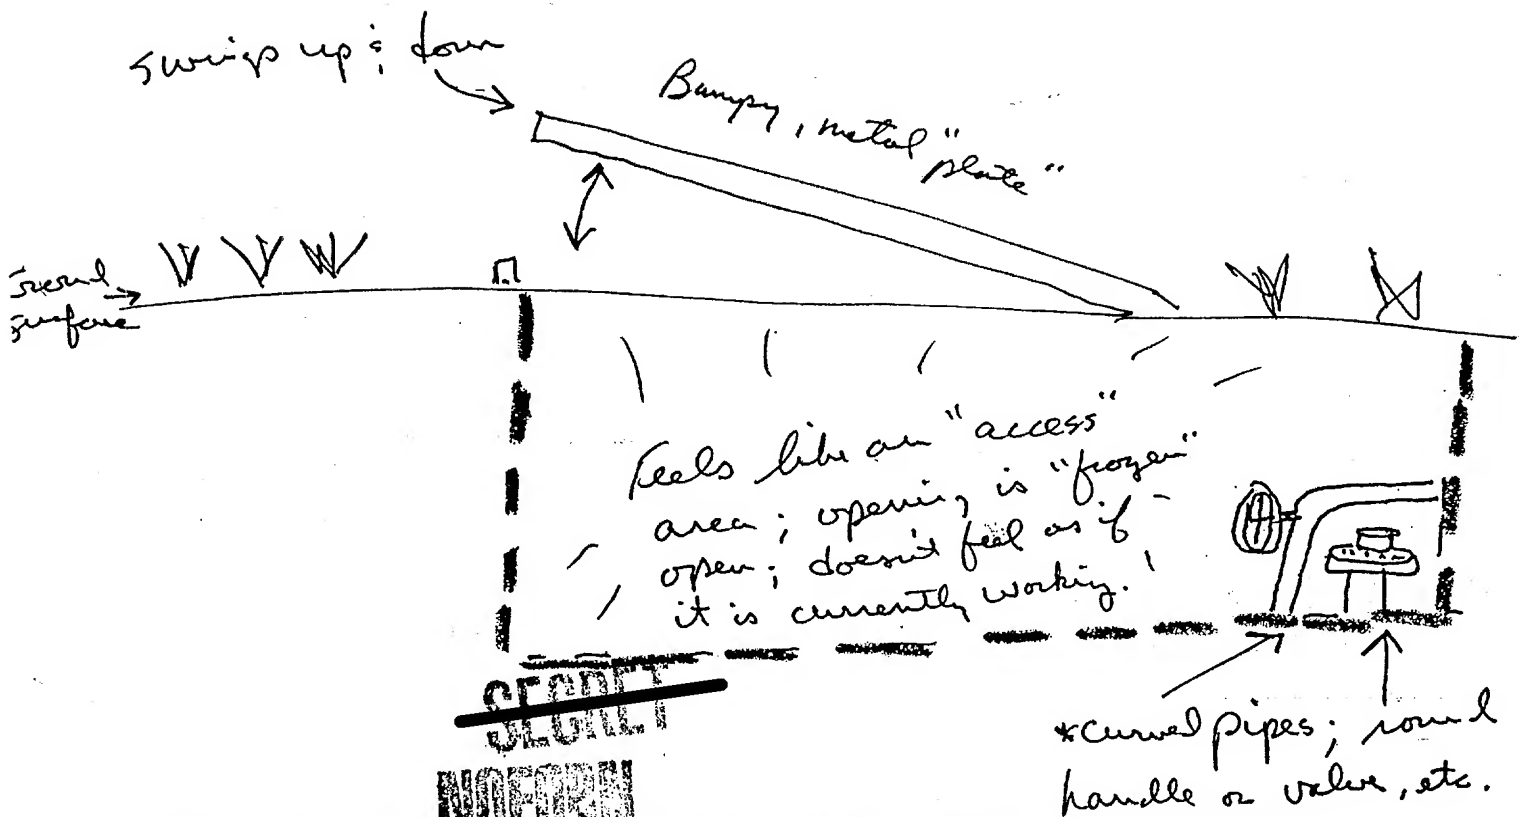 swings up & down
Bumpy, metal "plate"
ground
surface
Feels like an "access"
area; opening is "frozen"
open; doesn't feel as if
it is currently working.
SECRET
NOFORN
*curved pipes; round
handle or valve, etc.